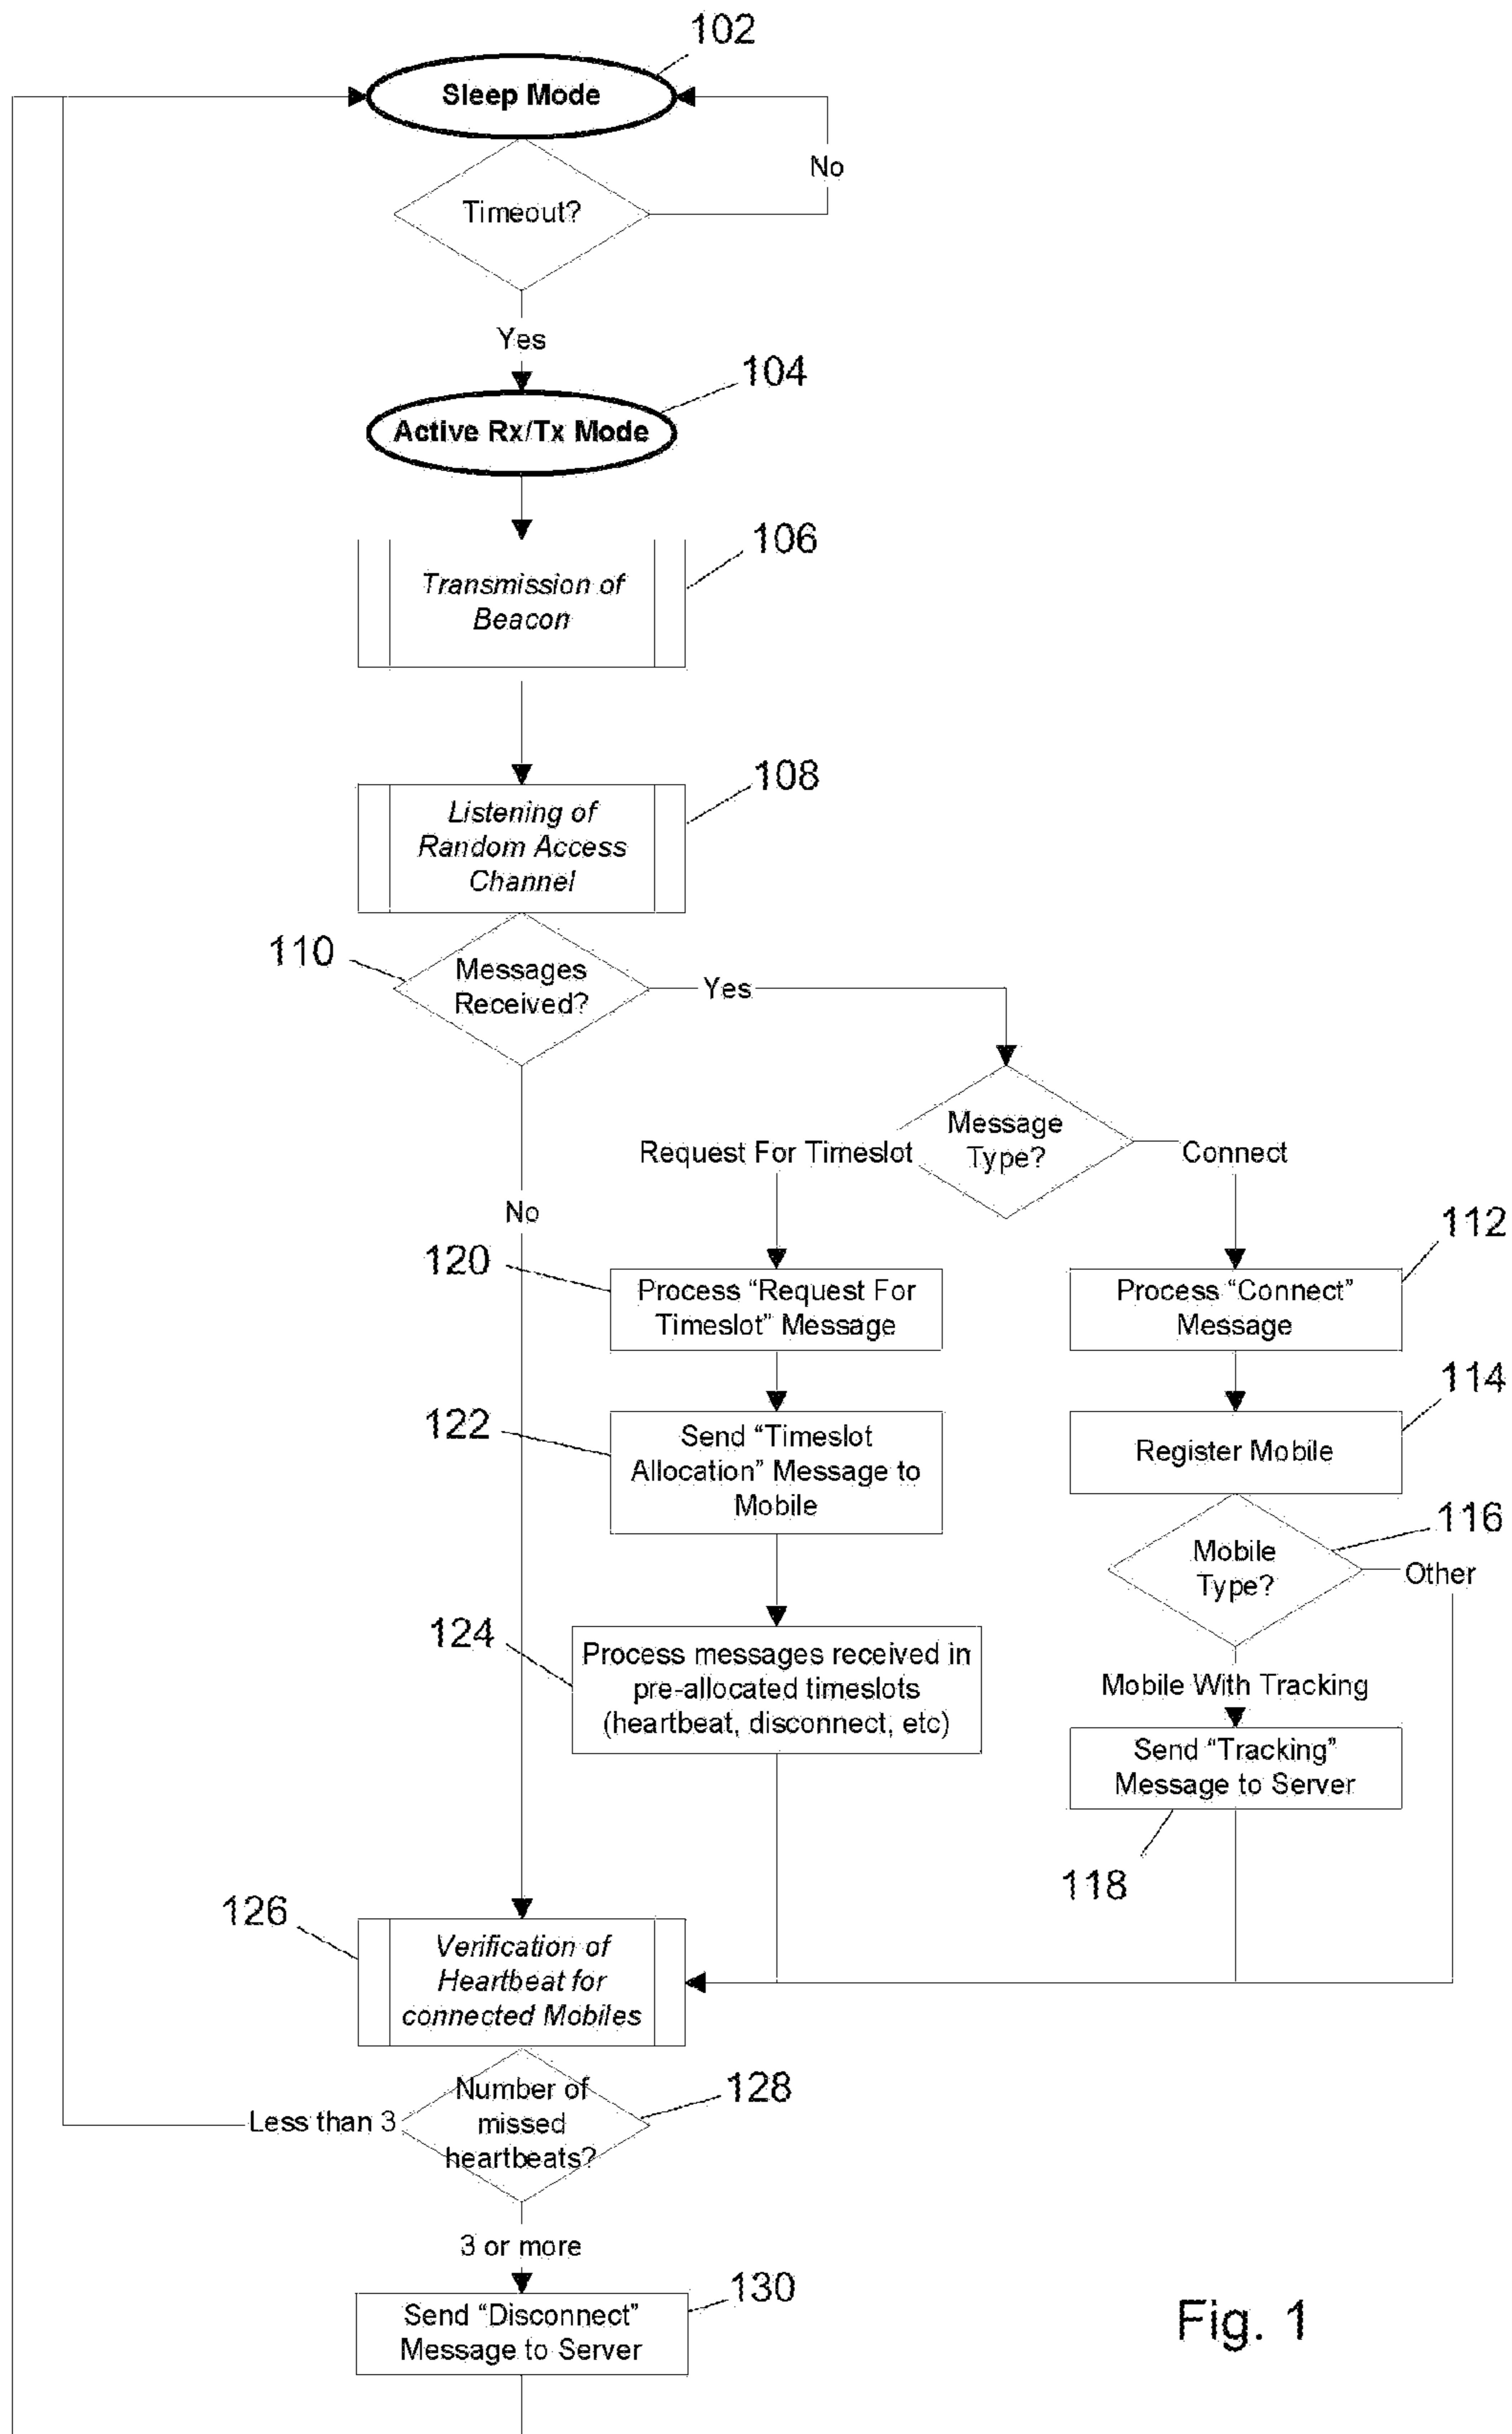 102
Sleep Mode
No
Timeout?
Yes
104
Active Rx/Tx Mode
106
Transmission of
Beacon
108
Listening of
Random Access
Channel
110
Messages
Received?
Yes
Message
Type?
Request For Timeslot
Connect
No
112
120
Process “Request For
Timeslot” Message
Process “Connect”
Message
114
122
Send “Timeslot
Allocation” Message to
Mobile
Register Mobile
116
Mobile
Type?
Other
124
Process messages received in
pre-allocated timeslots
(heartbeat, disconnect, etc)
Mobile With Tracking
Send “Tracking”
Message to Server
118
126
Verification of
Heartbeat for
connected Mobiles
128
Number of
missed
heartbeats?
Less than 3
3 or more
130
Send “Disconnect”
Message to Server
Fig. 1